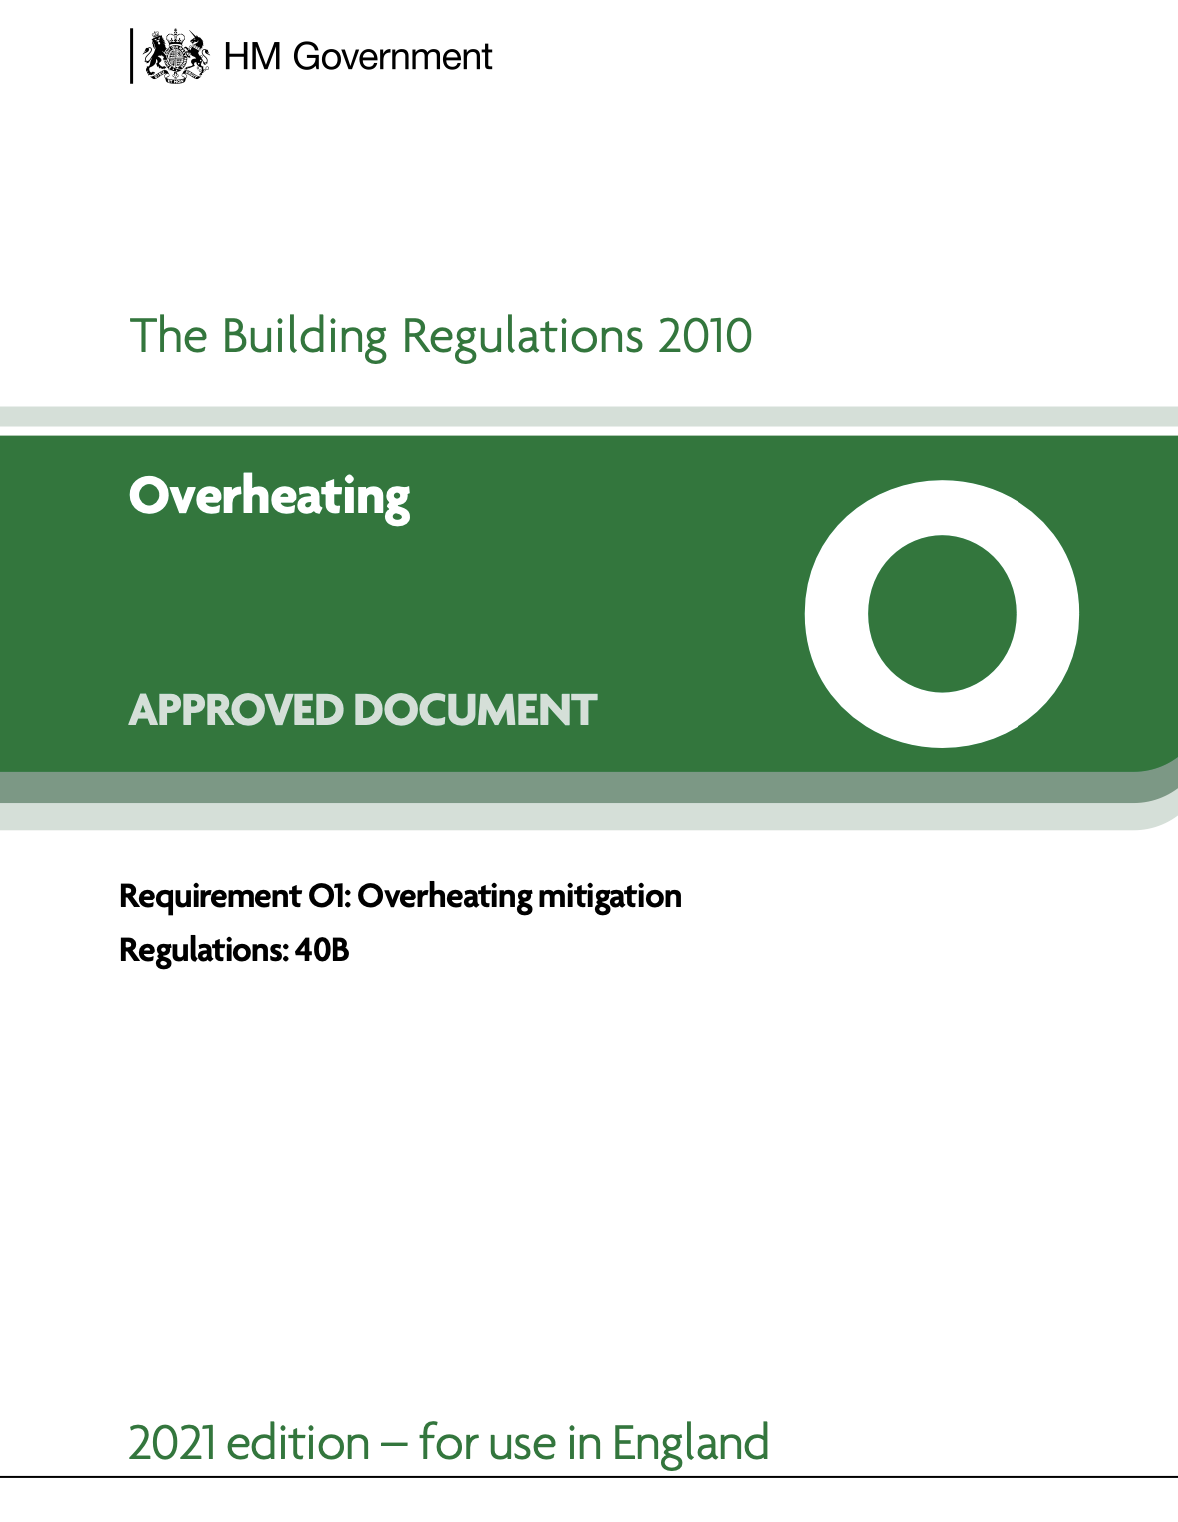 HM Government
The Building Regulations 2010
Overheating
O
APPROVED DOCUMENT
Requirement O1: Overheating mitigation
Regulations: 40B
2021 edition – for use in England